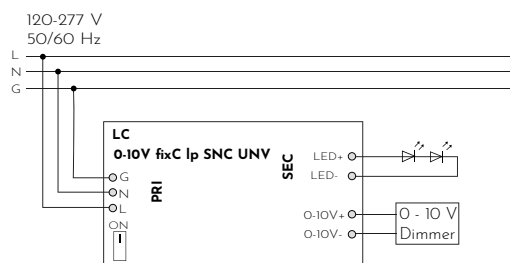 120-277 V
50/60 Hz
L
N
G
LC
0-10V fixC lp SNC UNV
PRI
SEC
G
N
L
ON
I
LED+
LED-
0-10V+
0-10V-
0 - 10 V
Dimmer